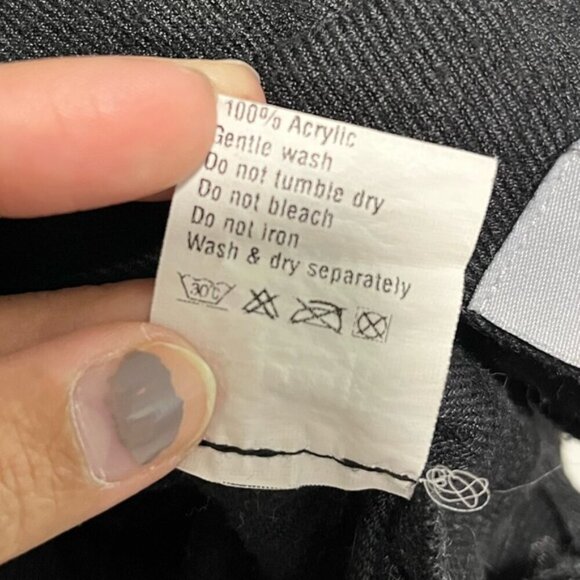 100% Acrylic
Gentle wash
Do not tumble dry
Do not bleach
Do not iron
Wash & dry separately
30°C